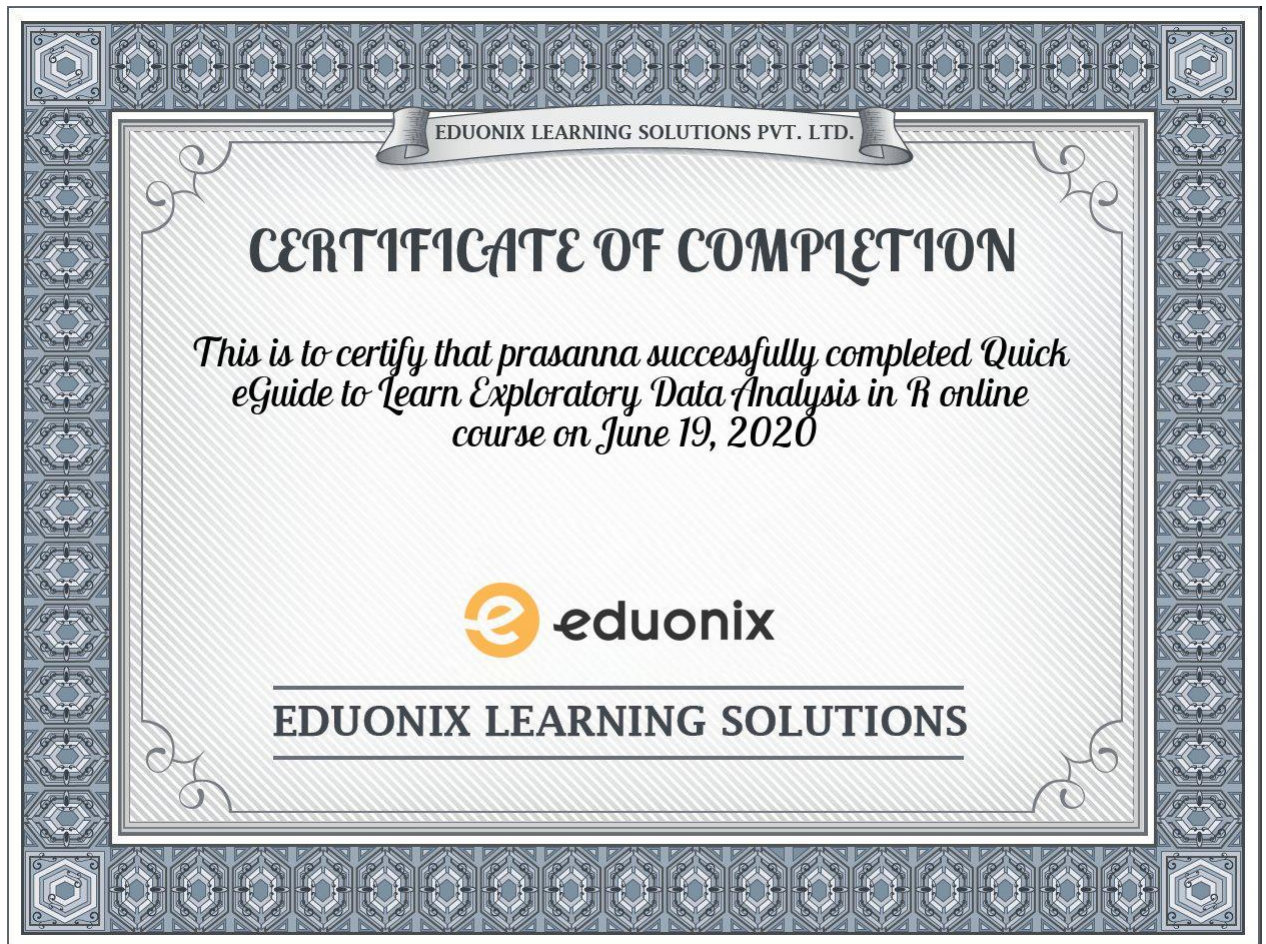 EDUONIX LEARNING SOLUTIONS PVT. LTD.
CERTIFICATE OF COMPLETION
This is to certify that prasanna successfully completed Quick
eGuide to Learn Exploratory Data Analysis in R online
course on June 19, 2020
e eduonix
EDUONIX LEARNING SOLUTIONS